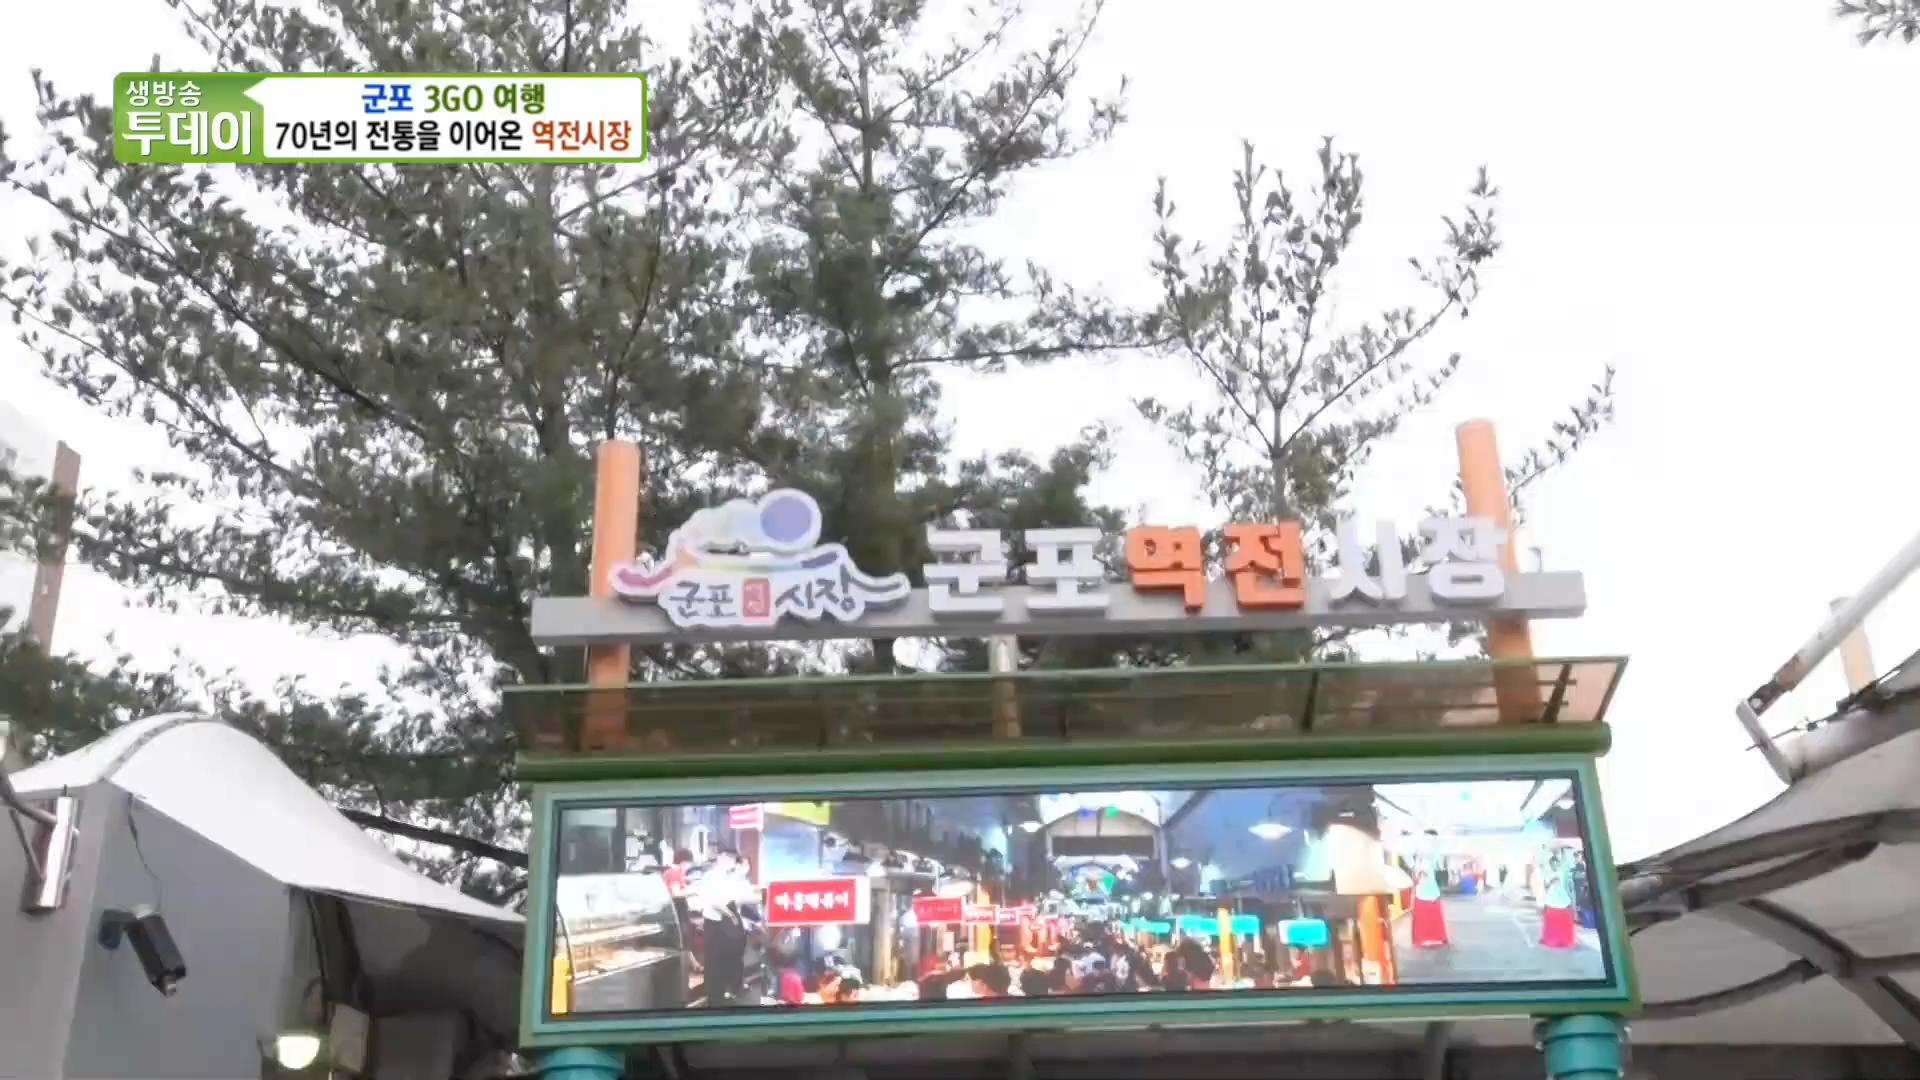 생방송
투데이
군포 3GO 여행
70년의 전통을 이어온 역전시장
군포 시장
군포역전시장